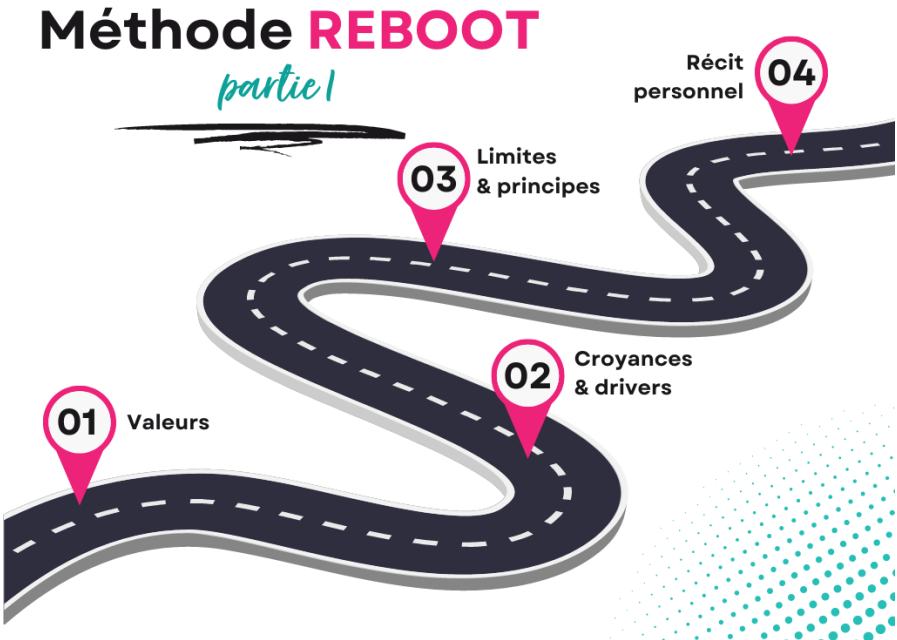 Méthode REBOOT
partie 1
01
Valeurs
02
Croyances
& drivers
03
Limites
& principes
04
Récit
personnel